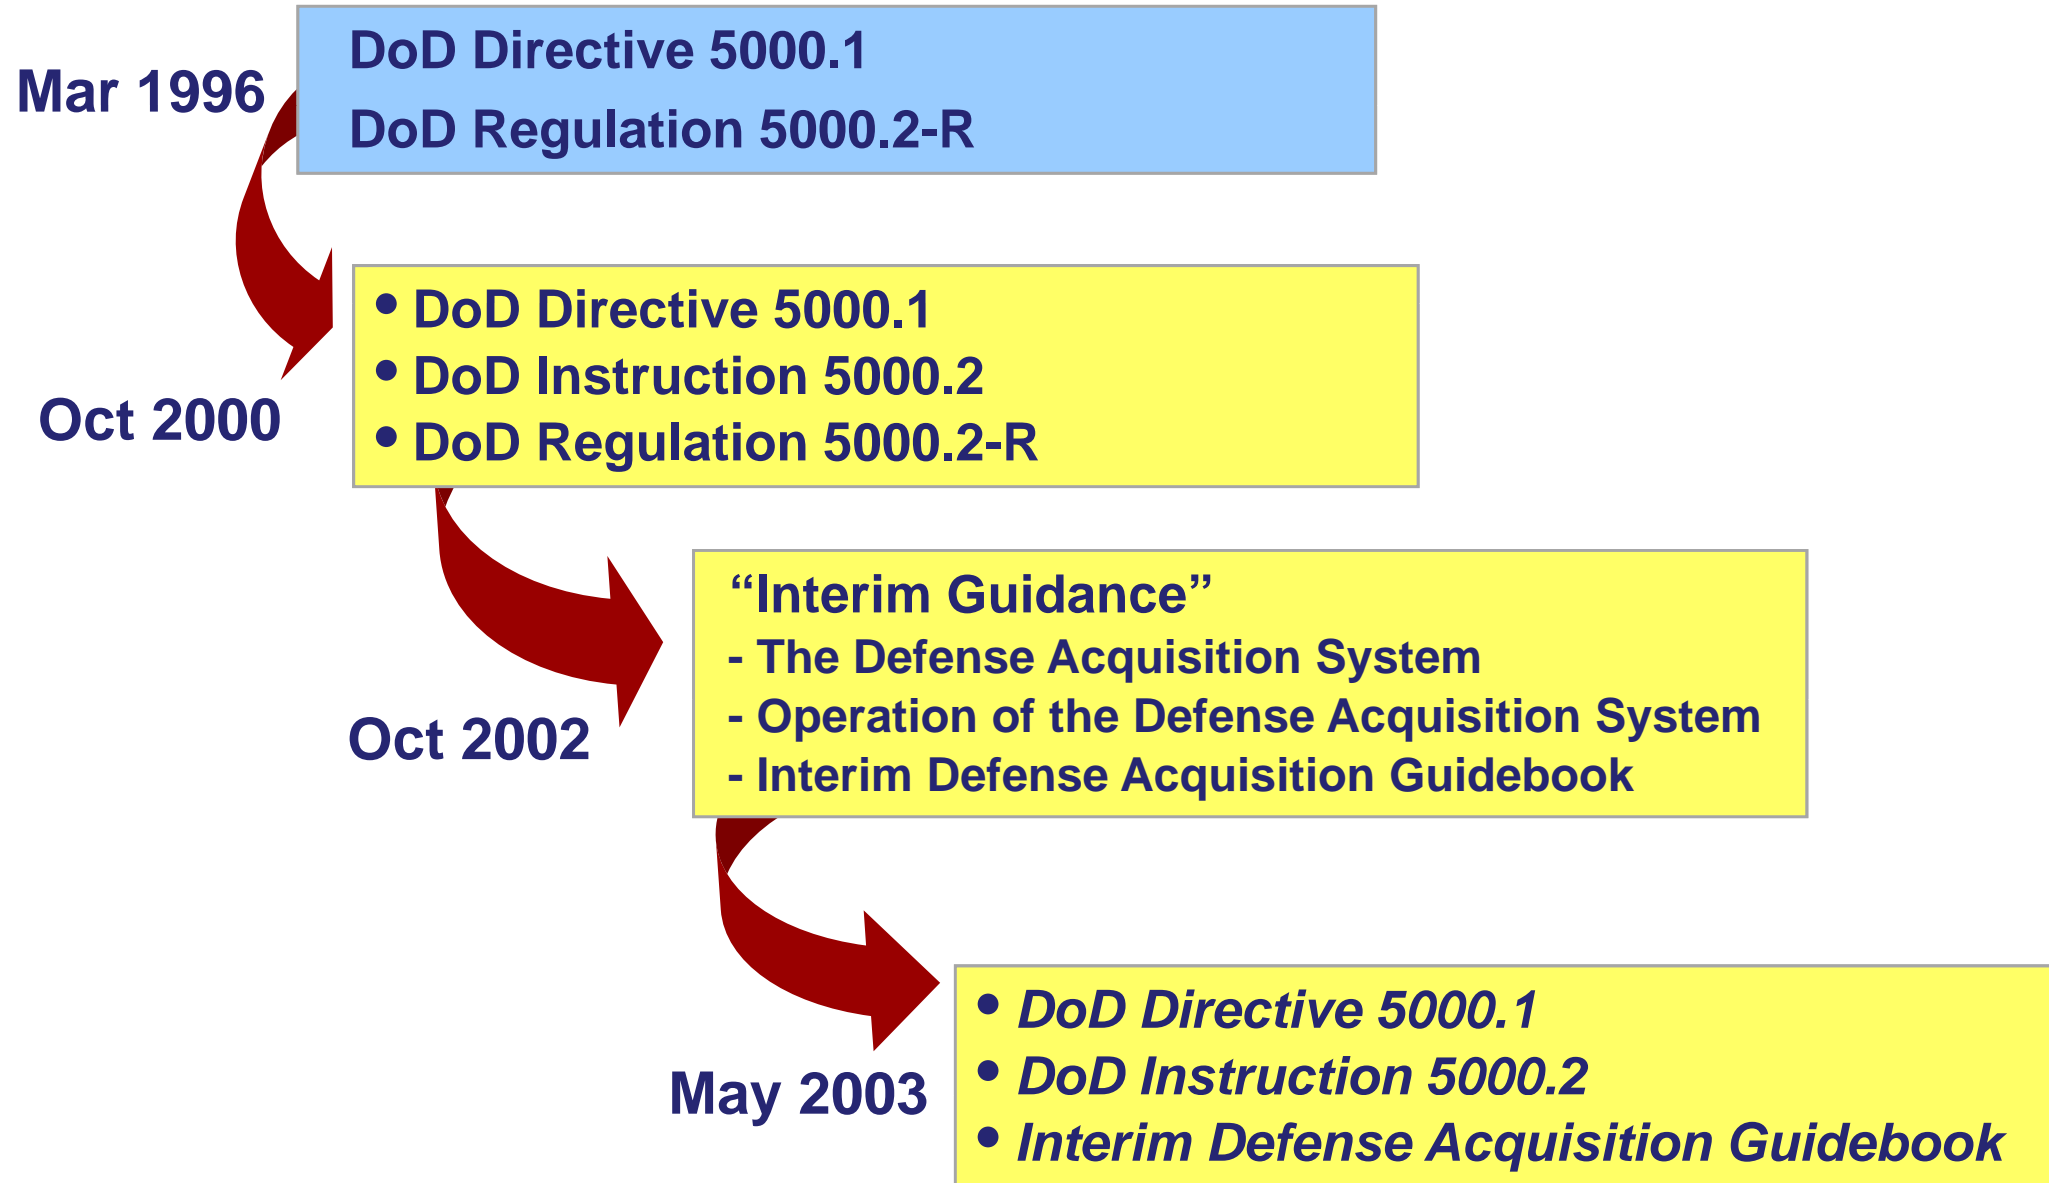 Mar 1996
DoD Directive 5000.1
DoD Regulation 5000.2-R
Oct 2000
• DoD Directive 5000.1
• DoD Instruction 5000.2
• DoD Regulation 5000.2-R
Oct 2002
“Interim Guidance”
- The Defense Acquisition System
- Operation of the Defense Acquisition System
- Interim Defense Acquisition Guidebook
May 2003
• DoD Directive 5000.1
• DoD Instruction 5000.2
• Interim Defense Acquisition Guidebook